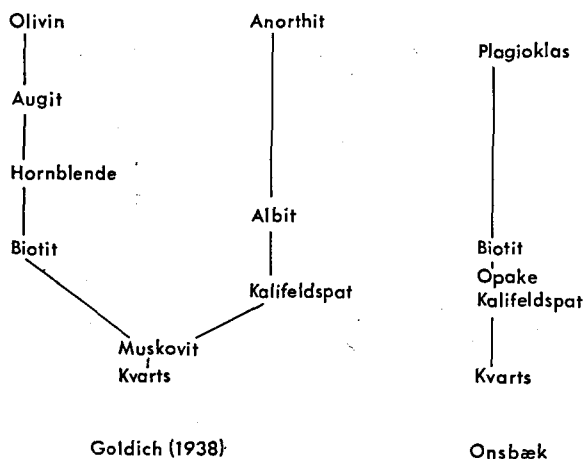 Olivin
Anorthit
Plagioklas
Augit
Hornblende
Albit
Biotit
Biotit
Opake
Kalifeldspat
Kalifeldspat
Muskovit
Kvarts
Kvarts
Goldich (1938)
Onsbæk